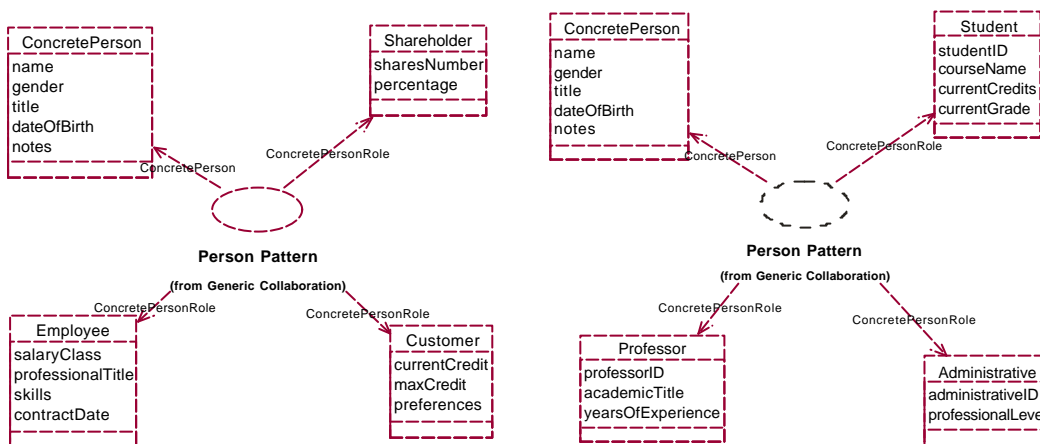 ConcretePerson
name
gender
title
dateOfBirth
notes
Shareholder
sharesNumber
percentage
ConcretePerson
ConcretePersonRole
Person Pattern
(from Generic Collaboration)
ConcretePersonRole
ConcretePersonRole
Employee
salaryClass
professionalTitle
skills
contractDate
Customer
currentCredit
maxCredit
preferences
ConcretePerson
name
gender
title
dateOfBirth
notes
Student
studentID
courseName
currentCredits
currentGrade
ConcretePerson
ConcretePersonRole
Person Pattern
(from Generic Collaboration)
ConcretePersonRole
ConcretePersonRole
Professor
professorID
academicTitle
yearsOfExperience
Administrative
administrativeID
professionalLeve